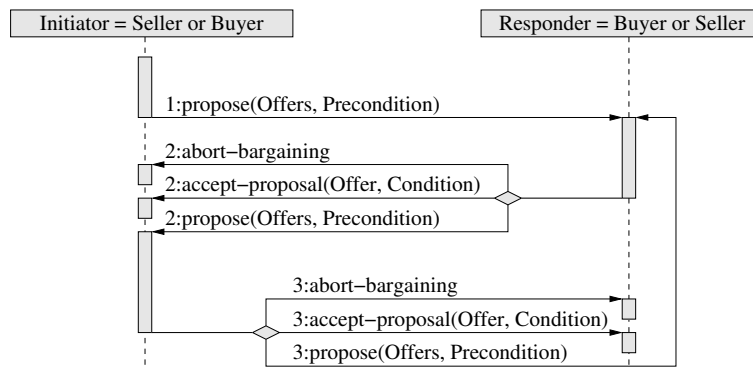 Initiator = Seller or Buyer
Responder = Buyer or Seller
1:propose(Offers, Precondition)
2:abort−bargaining
2:accept−proposal(Offer, Condition)
2:propose(Offers, Precondition)
3:abort−bargaining
3:accept−proposal(Offer, Condition)
3:propose(Offers, Precondition)